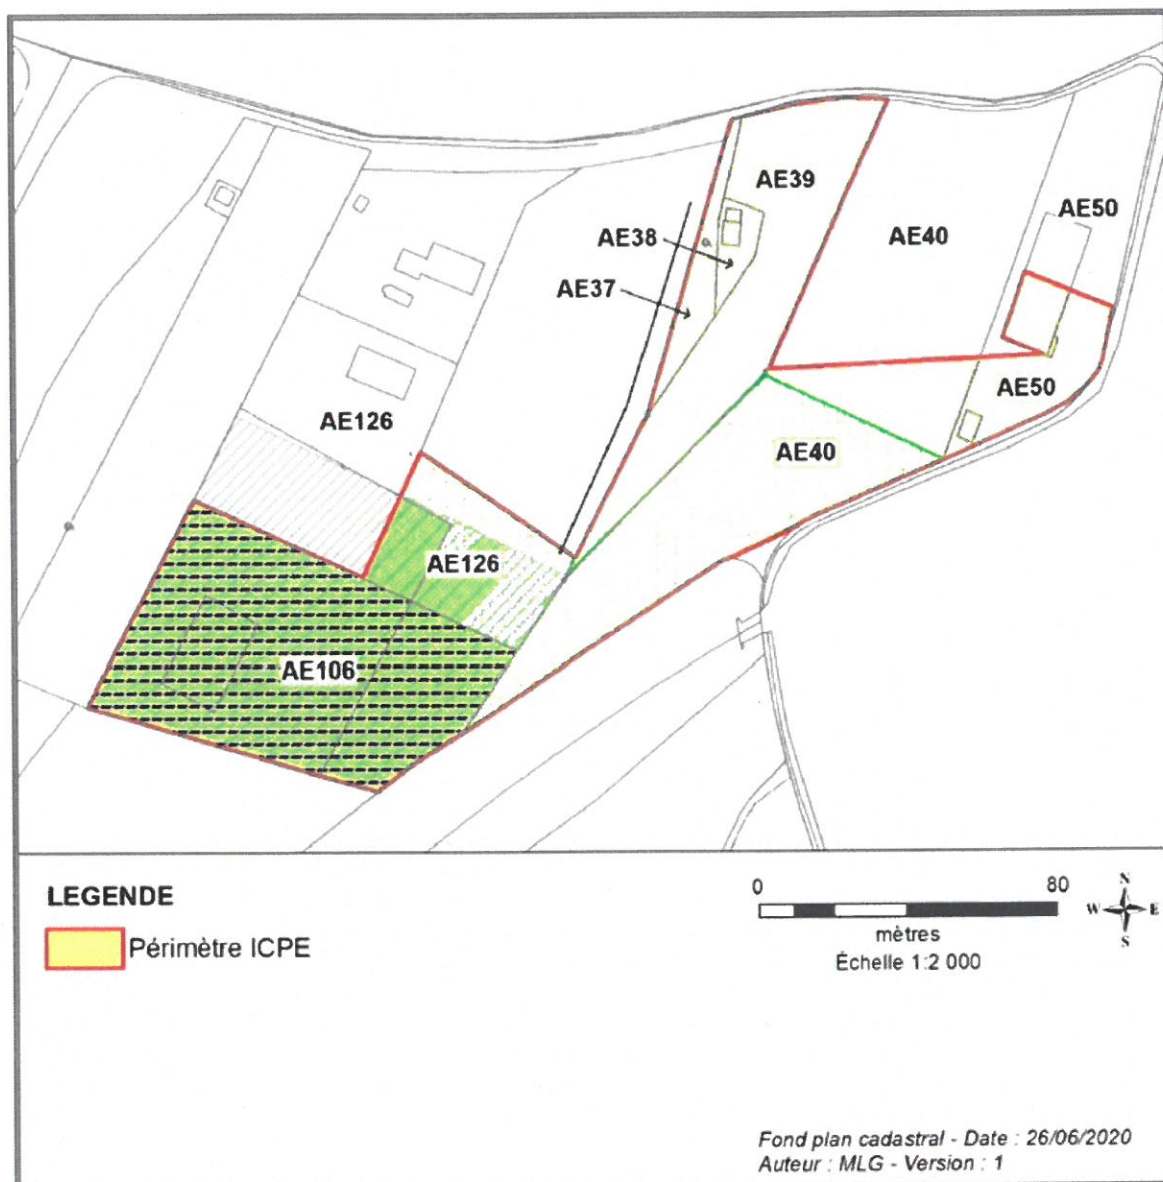 AE39
AE50
AE38
AE40
AE37
AE50
AE126
AE40
AE126
AE106
LEGENDE
Périmètre ICPE
0 80
mètres
Échelle 1:2 000
N
W E
S
Fond plan cadastral - Date : 26/06/2020
Auteur : MLG - Version : 1